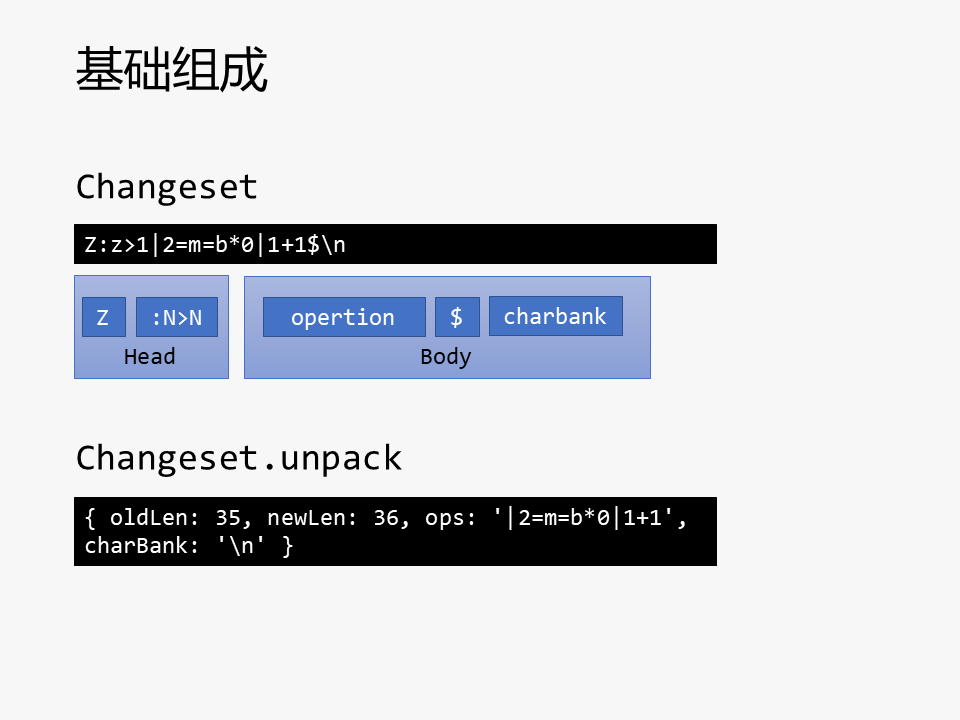 基础组成
Changeset
Z:z>1|2=m=b*0|1+1$\n
Z :N>N opertion $ charbank
Head Body
Changeset.unpack
{ oldLen: 35, newLen: 36, ops: '|2=m=b*0|1+1',
charBank: '\n' }